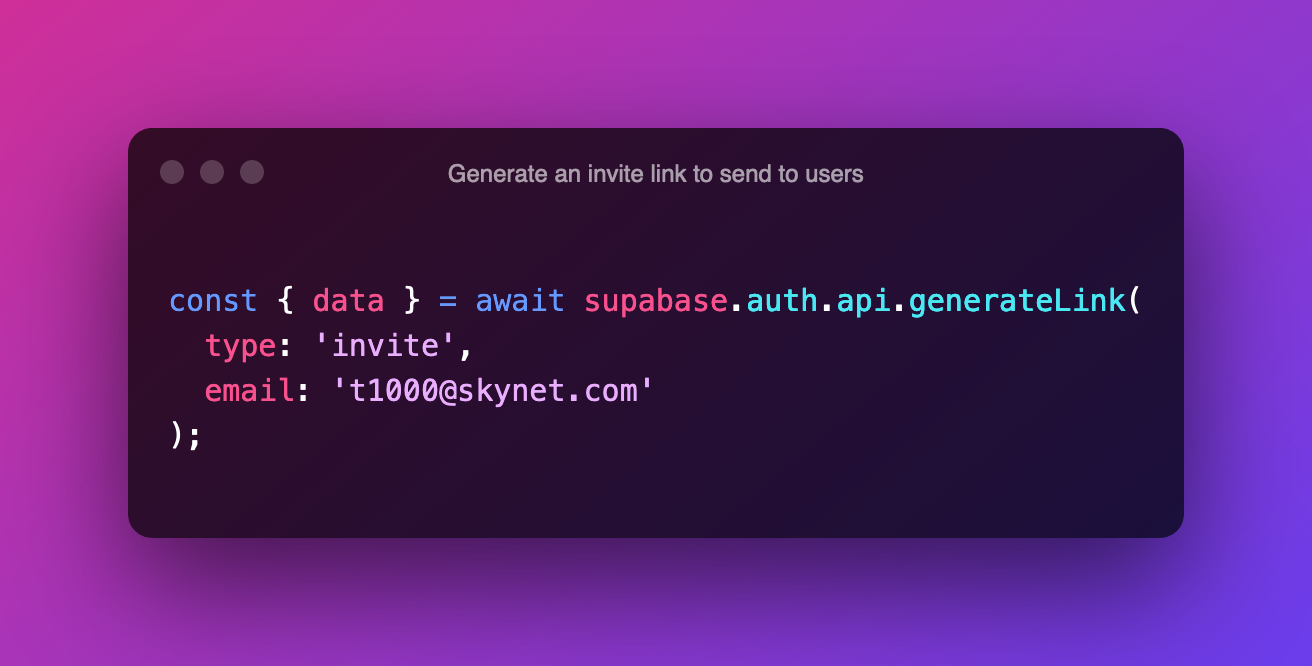 Generate an invite link to send to users
const { data } = await supabase.auth.api.generateLink(
  type: 'invite',
  email: 't1000@skynet.com'
);